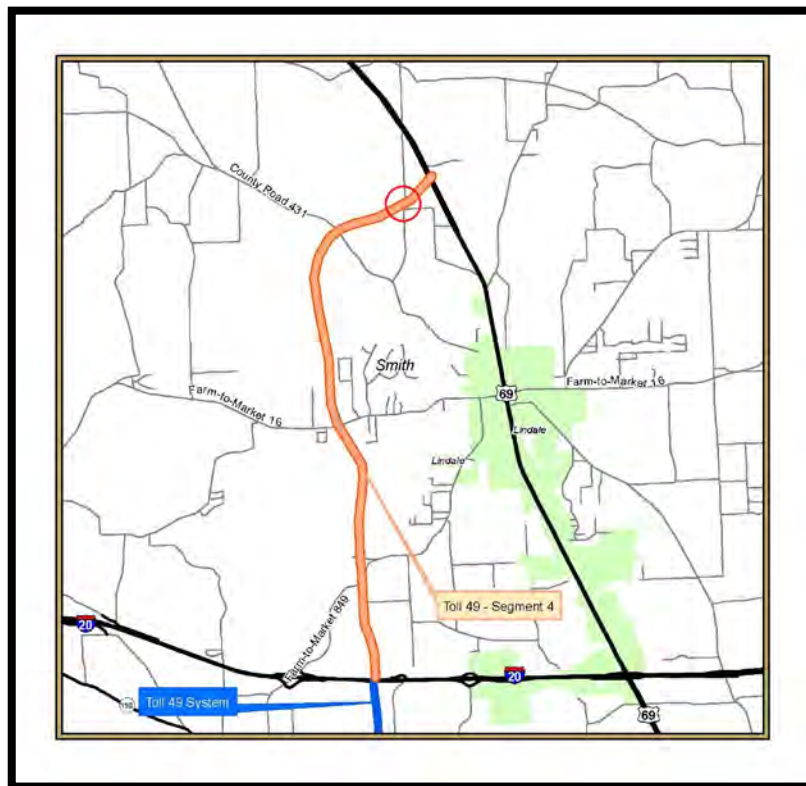 County Road 431
Smith
Farm-to-Market 16
Farm-to-Market 16
69
Lindale
Lindale
Toll 49 - Segment 4
Farm-to-Market 849
20
20
110
Toll 49 System
69